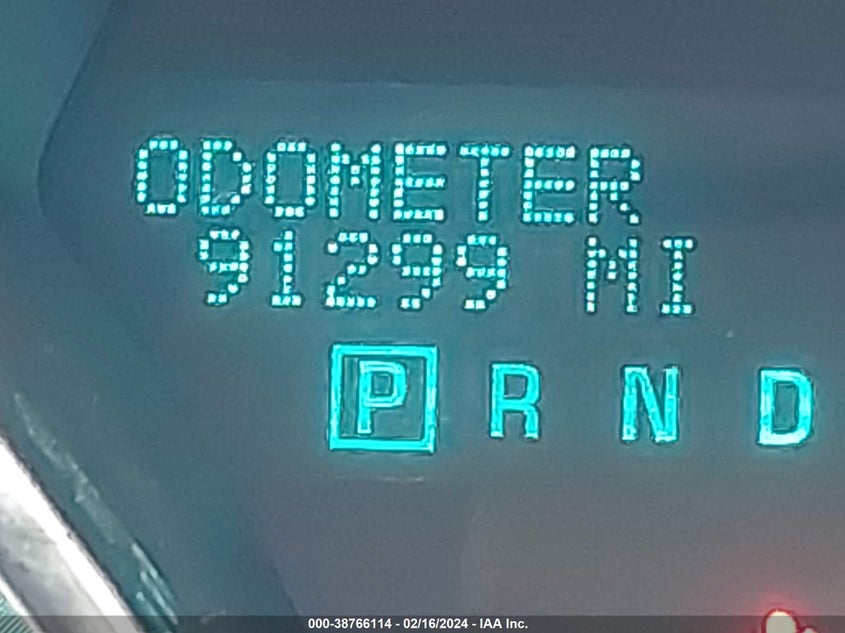 ODOMETER
91299 MI
P R N D
000-38766114 - 02/16/2024 - IAA Inc.